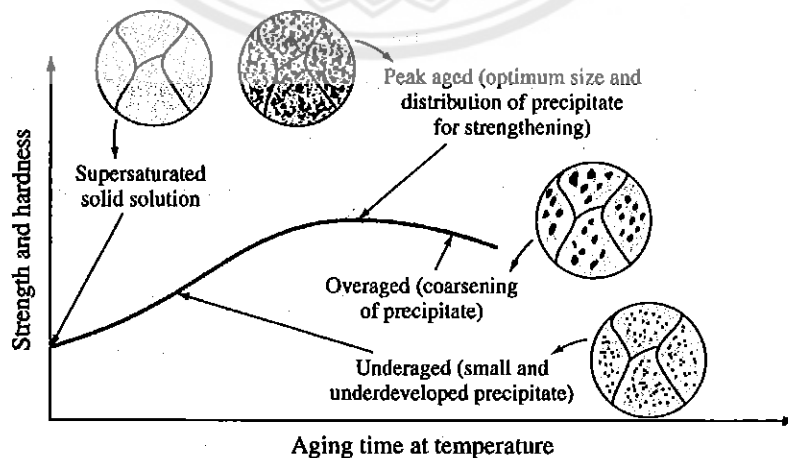 Peak aged (optimum size and
distribution of precipitate
for strengthening)
Supersaturated
solid solution
Strength and hardness
Overaged (coarsening
of precipitate)
Underaged (small and
underdeveloped precipitate)
Aging time at temperature